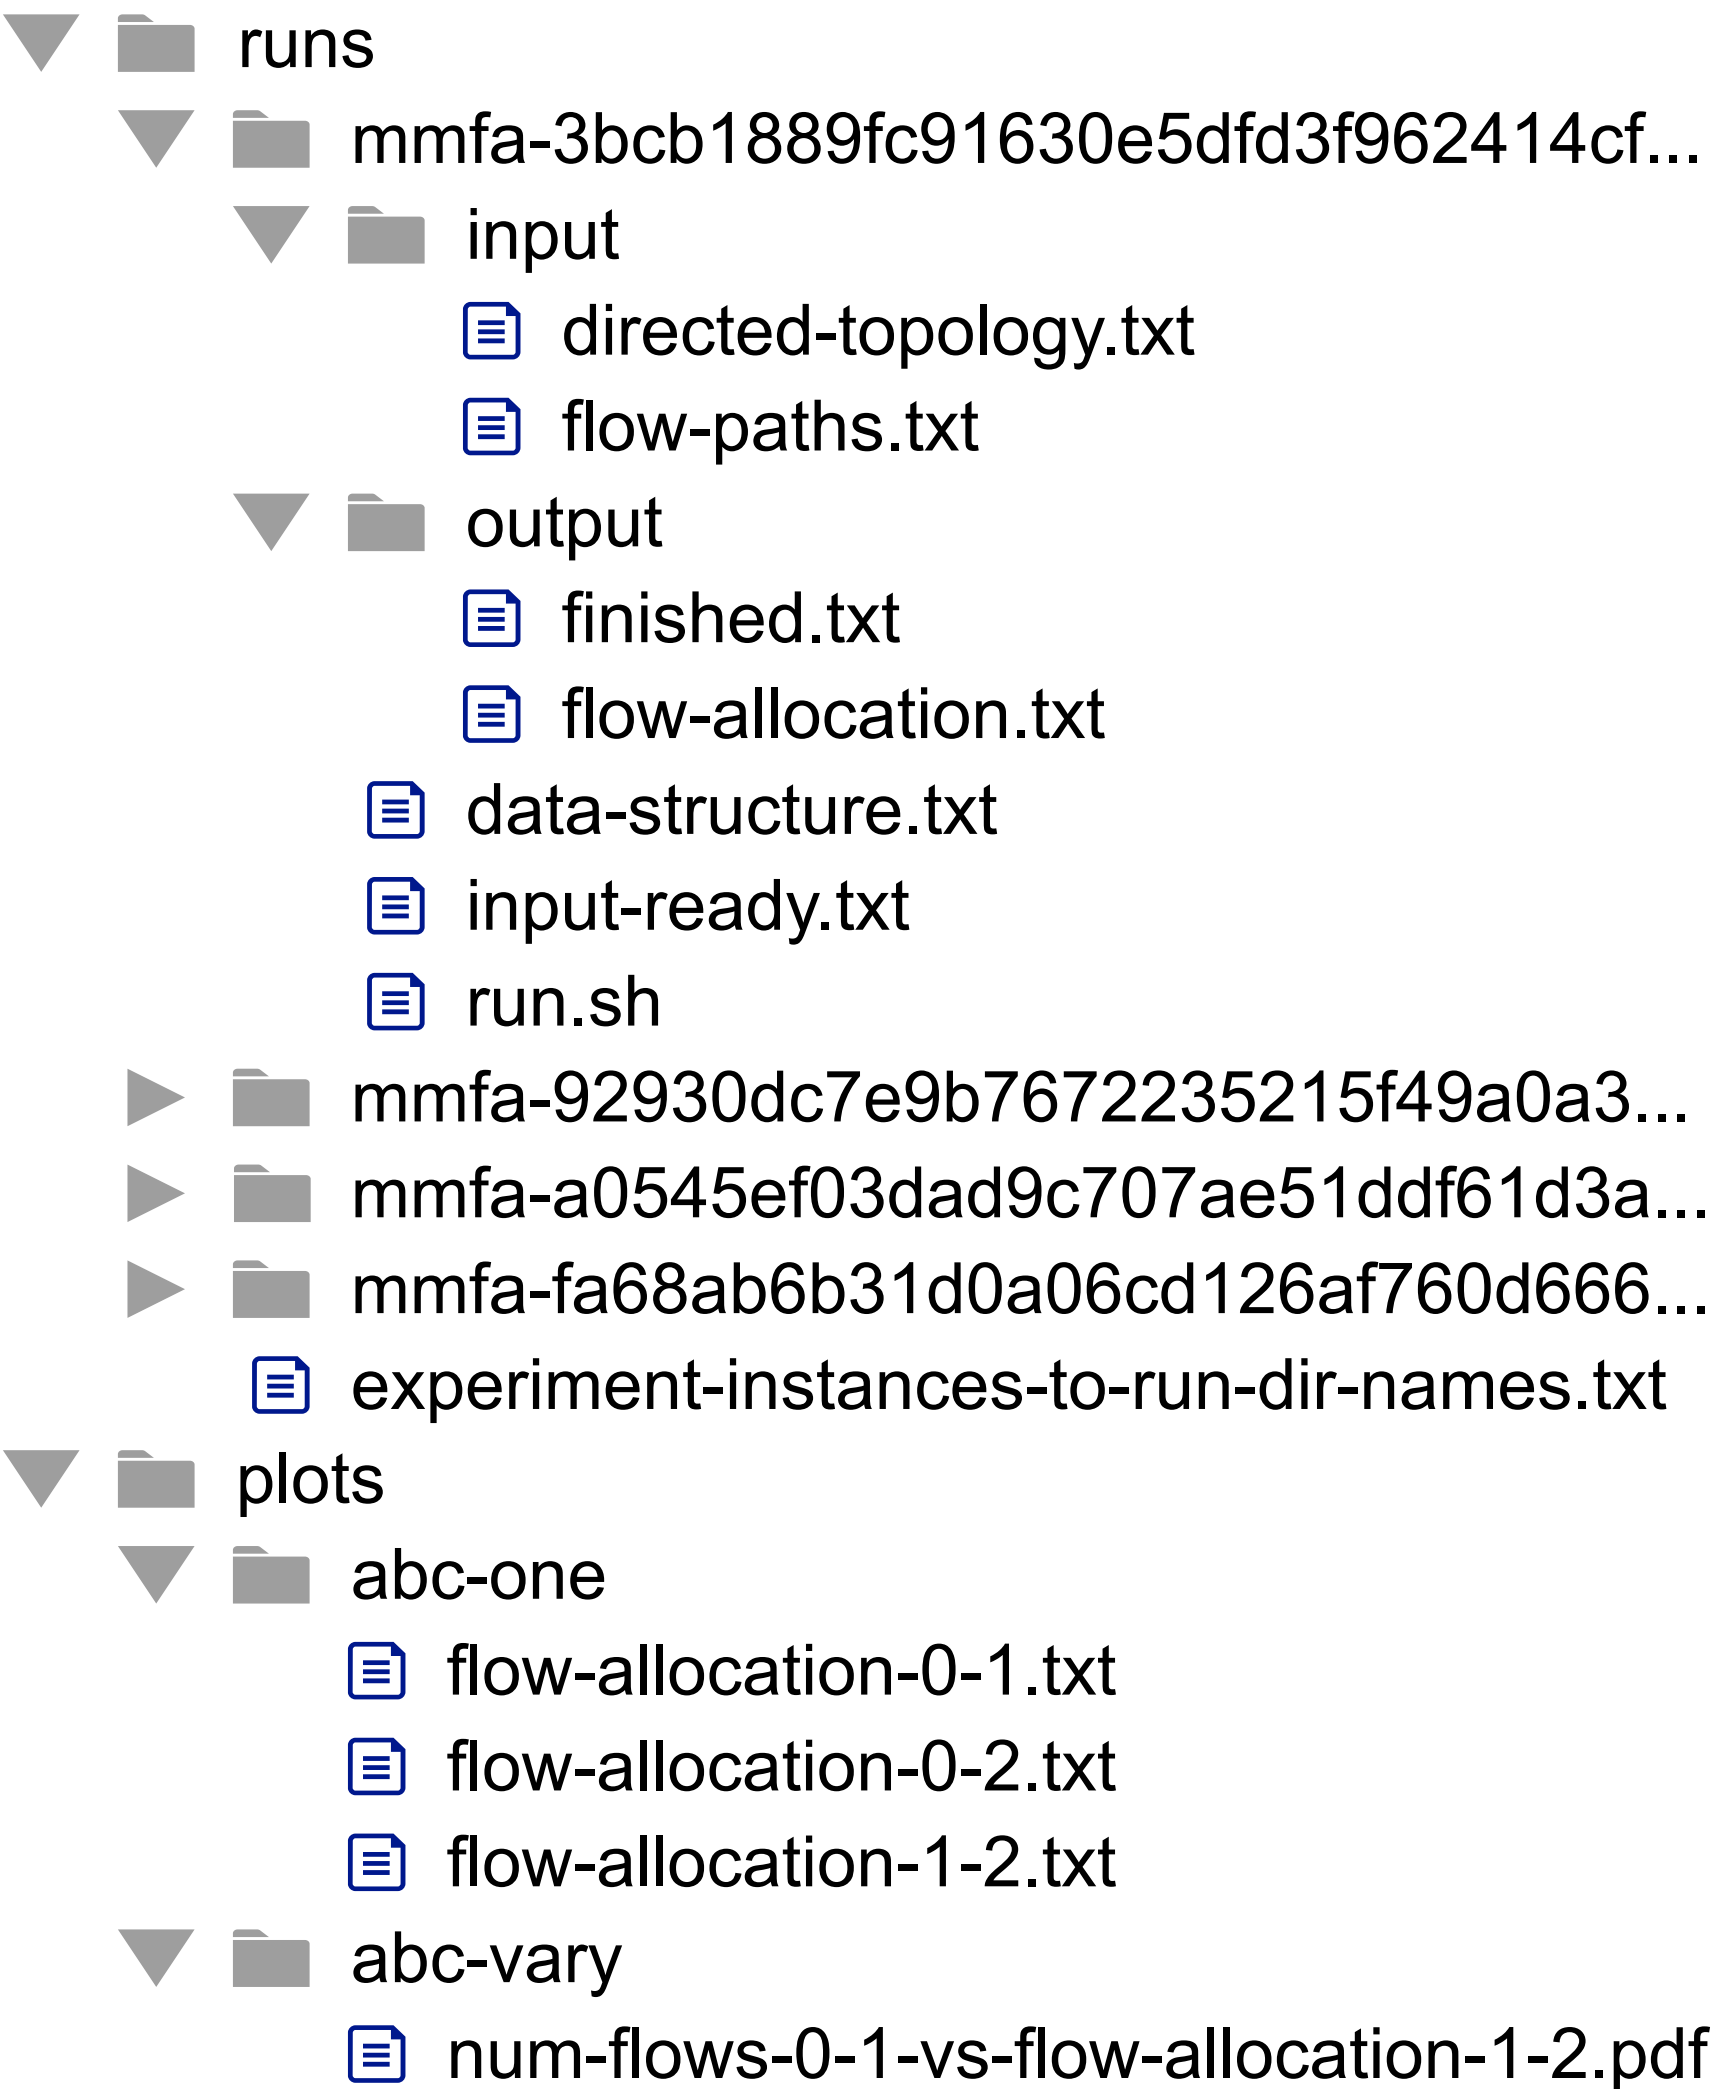 runs
mmfa-3bcb1889fc91630e5dfd3f962414cf...
input
directed-topology.txt
flow-paths.txt
output
finished.txt
flow-allocation.txt
data-structure.txt
input-ready.txt
run.sh
mmfa-92930dc7e9b7672235215f49a0a3...
mmfa-a0545ef03dad9c707ae51ddf61d3a...
mmfa-fa68ab6b31d0a06cd126af760d666...
experiment-instances-to-run-dir-names.txt
plots
abc-one
flow-allocation-0-1.txt
flow-allocation-0-2.txt
flow-allocation-1-2.txt
abc-vary
num-flows-0-1-vs-flow-allocation-1-2.pdf